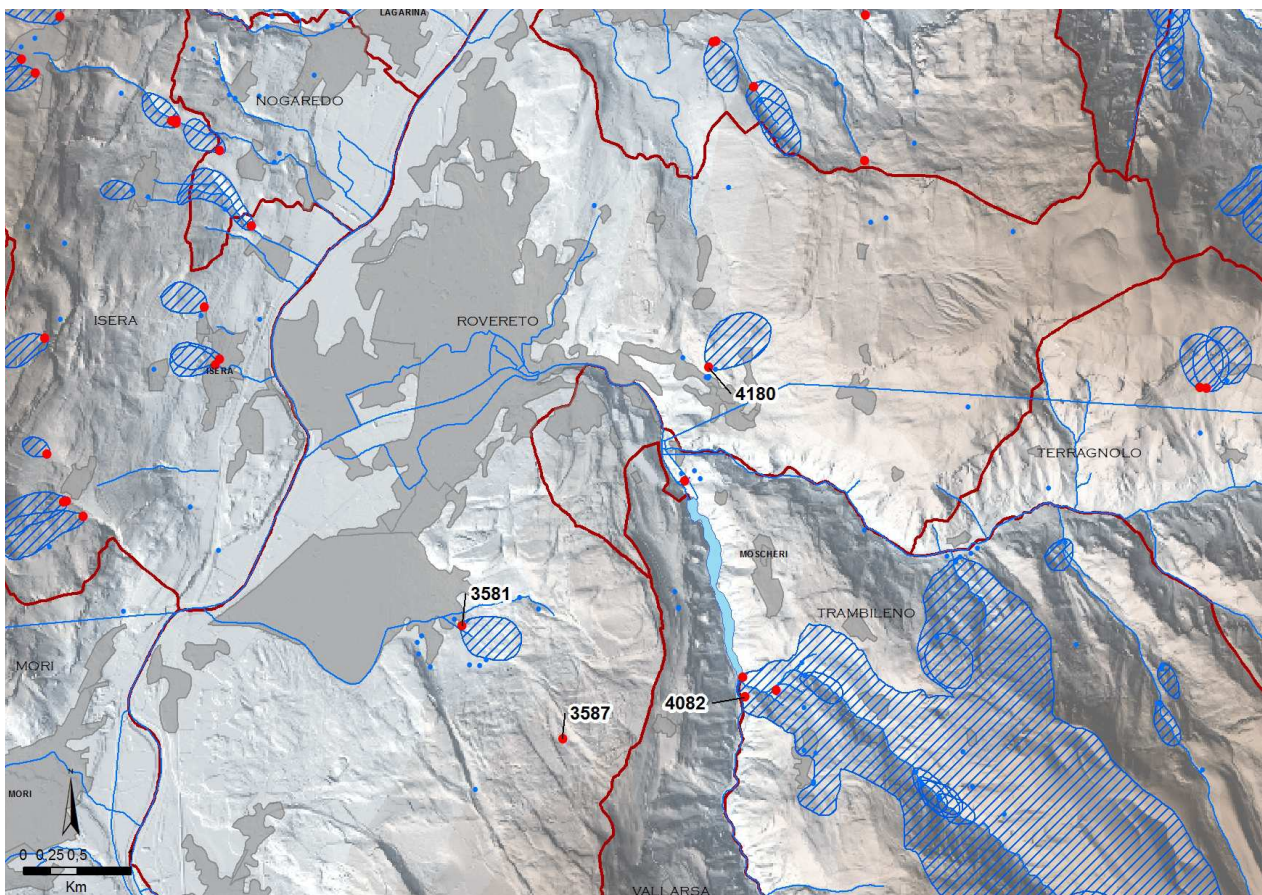 LAGARINA
NOGAREDO
ISERA
ROVERETO
ISERA
4180
TERRAGNOLO
MOSCHERI
3581
TRAMBILENO
MORI
4082
3587
N
MORI
0 0,25 0,5
Km
VALLARSA